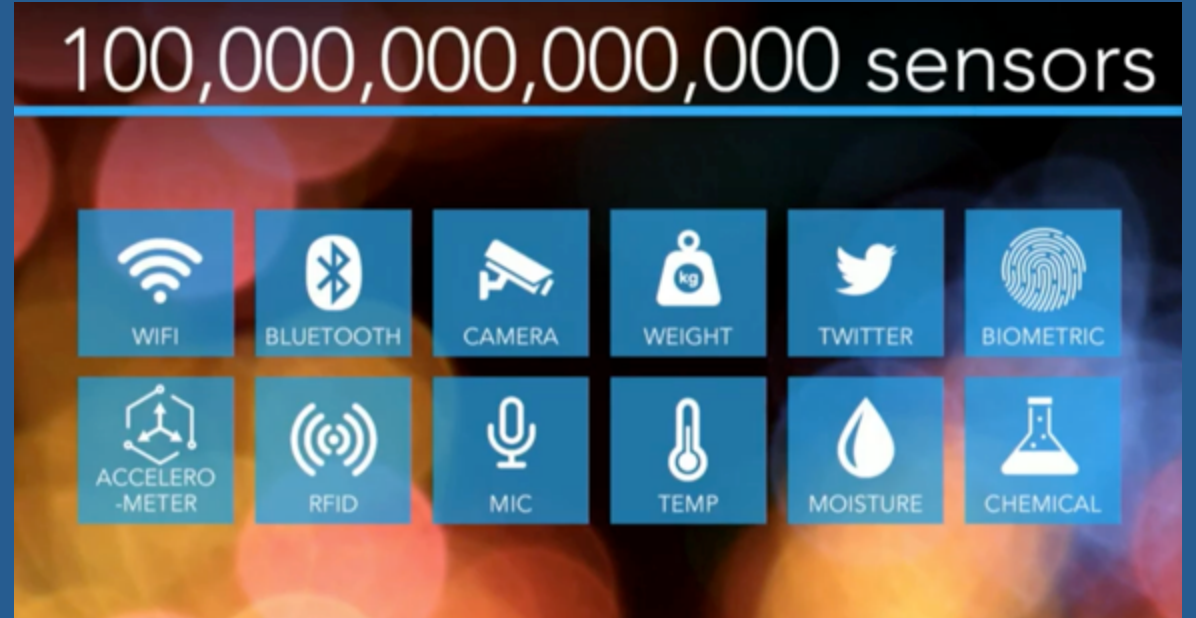 100,000,000,000,000 sensors
WIFI
BLUETOOTH
CAMERA
kg
WEIGHT
TWITTER
BIOMETRIC
ACCELERO
-METER
RFID
MIC
TEMP
MOISTURE
CHEMICAL